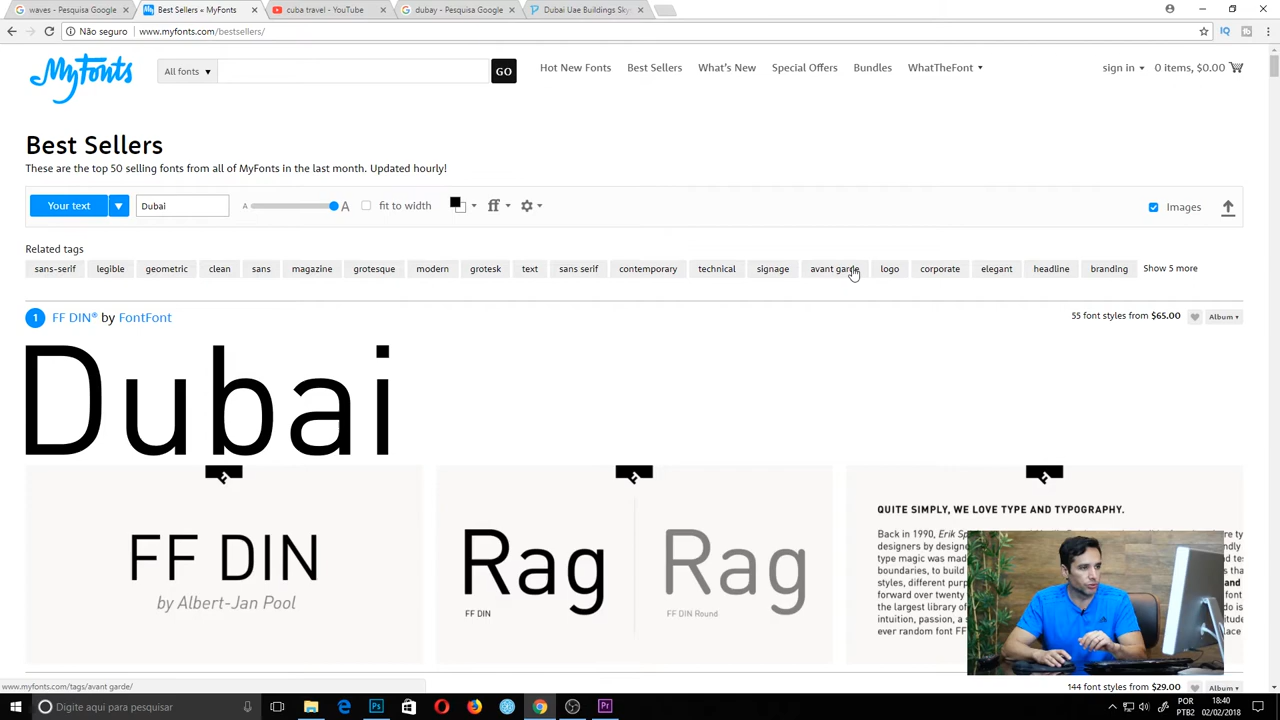 waves - Pesquisa Google
Best Sellers « MyFonts
cuba travel - YouTube
dubay - Pesquisa Google
Dubai Uae Buildings Sky
Não seguro
www.myfonts.com/bestsellers/
MyFonts
All fonts
GO
Hot New Fonts
Best Sellers
What's New
Special Offers
Bundles
WhatTheFont
sign in
0 items, $0.00
Best Sellers
These are the top 50 selling fonts from all of MyFonts in the last month. Updated hourly!
Your text
Dubai
A
A
fit to width
ff
Images
Related tags
sans-serif
legible
geometric
clean
sans
magazine
grotesque
modern
grotesk
text
sans serif
contemporary
technical
signage
avant garde
logo
corporate
elegant
headline
branding
Show 5 more
1
FF DIN® by FontFont
55 font styles from $65.00
Album
Dubai
FF DIN
by Albert-Jan Pool
Rag
FF DIN
Rag
FF DIN Round
QUITE SIMPLY, WE LOVE TYPE AND TYPOGRAPHY.
Back in 1990, Erik Sp
designers by designe
type magic was made
boundaries, to build
styles, different purp
forward over twenty
the largest library of
intuition, passion, a s
ever random font FF
144 font styles from $29.00
Album
www.myfonts.com/tags/avant garde/
Digite aqui para pesquisar
POR
PTB2
18:40
02/02/2018